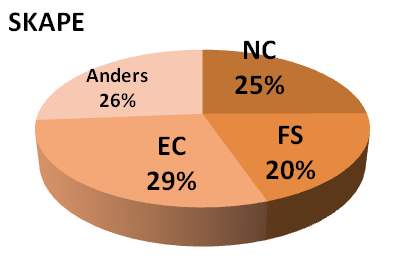 SKAPE
NC
25%
Anders
26%
FS
20%
EC
29%